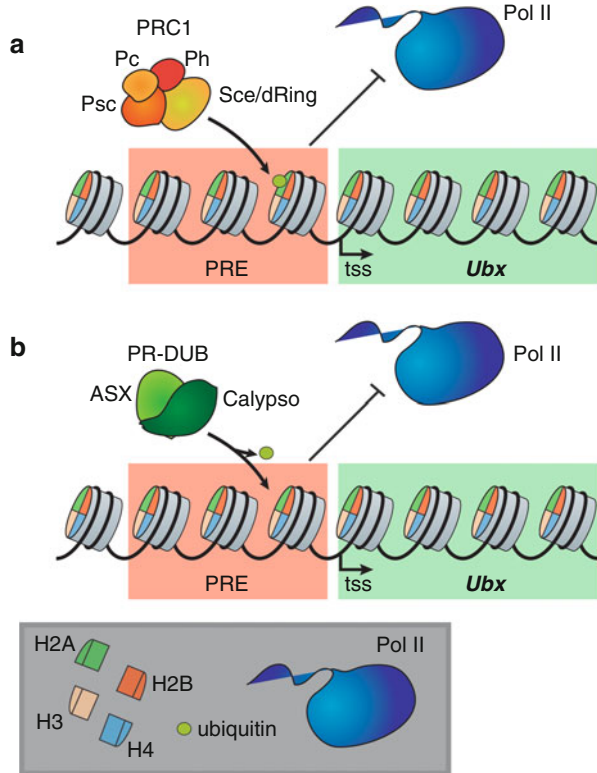 a
PRC1
Pol II
Pc
Ph
Psc
Sce/dRing
PRE
tss
Ubx
b
PR-DUB
Pol II
ASX
Calypso
PRE
tss
Ubx
H2A
H2B
H3
H4
ubiquitin
Pol II